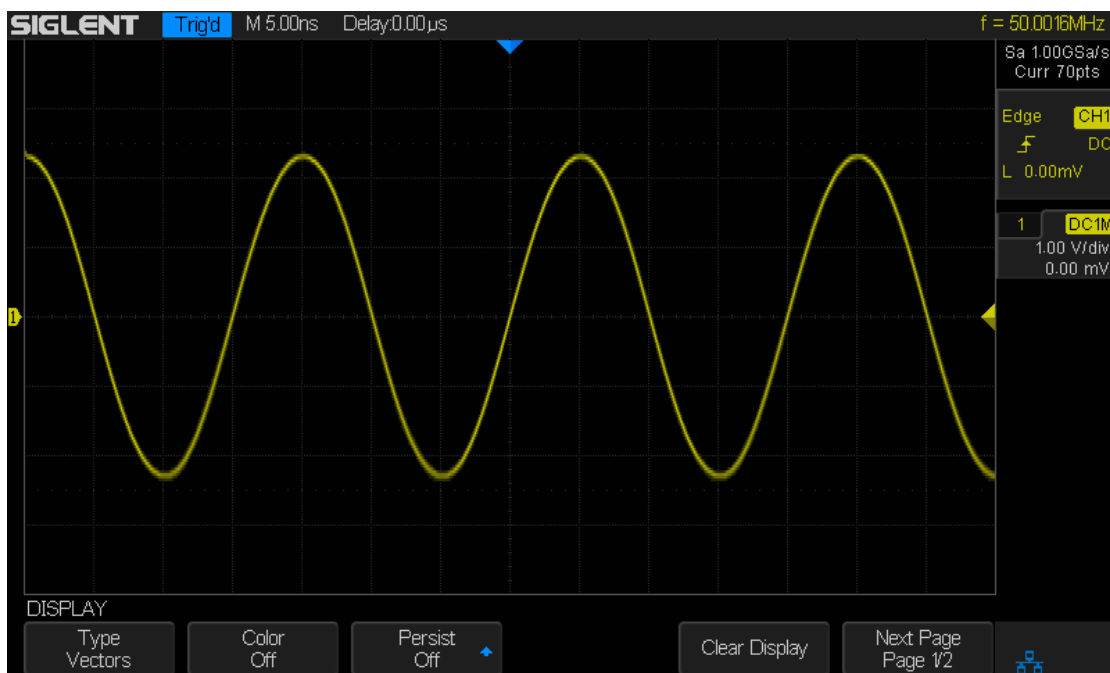 SIGLENT Trig'd M 5.00ns Delay:0.00µs f = 50.0016MHz
Sa 1.00GSa/s
Curr 70pts
Edge CH1
DC
L 0.00mV
1 DC1M
1.00 V/div
0.00 mV
1
DISPLAY
Type
Vectors
Color
Off
Persist
Off
Clear Display
Next Page
Page 1/2